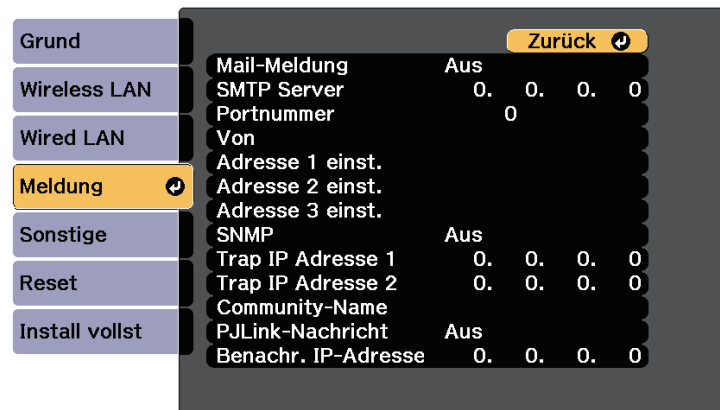 Grund
Wireless LAN
Wired LAN
Meldung
Sonstige
Reset
Install vollst
Zurück
Mail-Meldung Aus
SMTP Server 0. 0. 0. 0
Portnummer 0
Von
Adresse 1 einst.
Adresse 2 einst.
Adresse 3 einst.
SNMP Aus
Trap IP Adresse 1 0. 0. 0. 0
Trap IP Adresse 2 0. 0. 0. 0
Community-Name
PJLink-Nachricht Aus
Benachr. IP-Adresse 0. 0. 0. 0